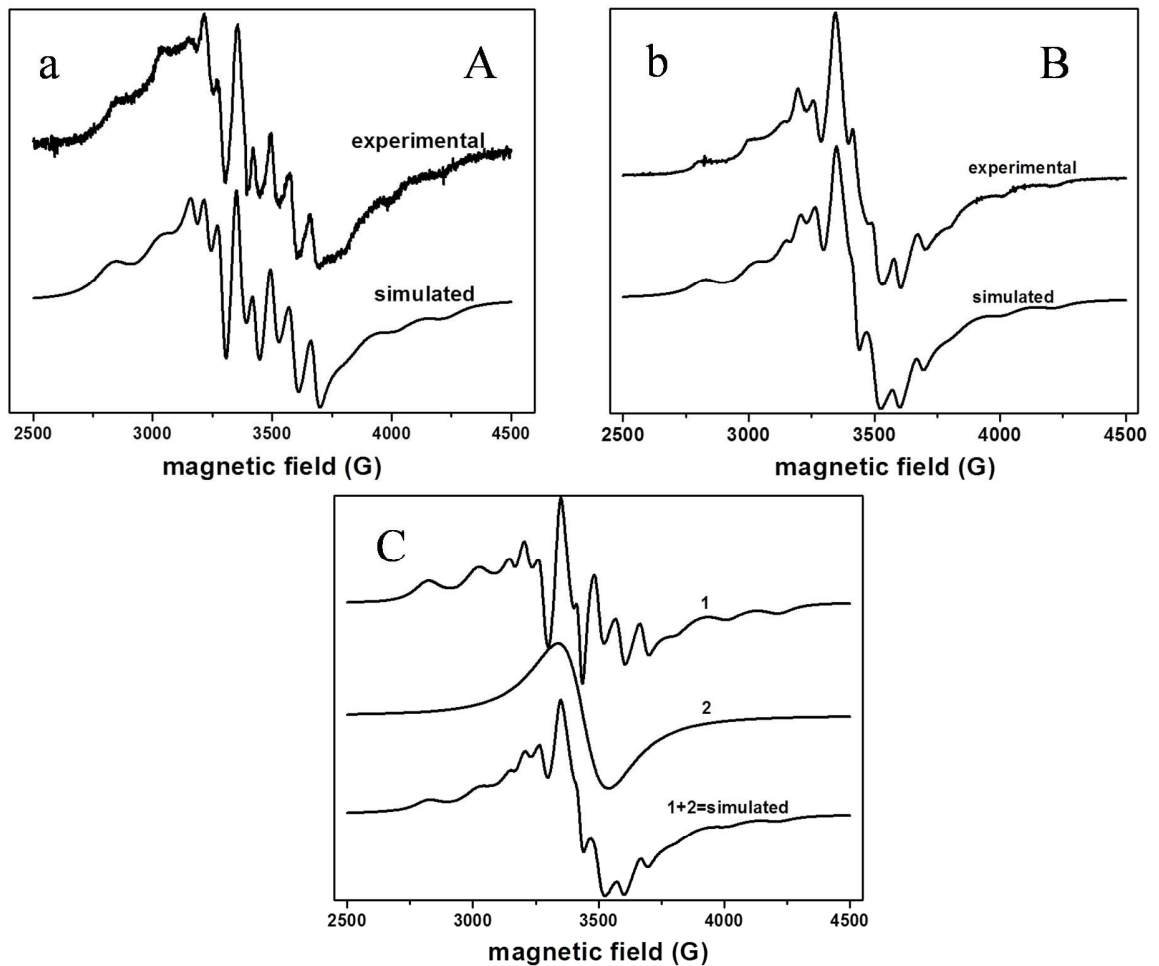 a
A
experimental
simulated
2500 3000 3500 4000 4500
magnetic field (G)
b
B
experimental
simulated
2500 3000 3500 4000 4500
magnetic field (G)
C
1
2
1+2=simulated
2500 3000 3500 4000 4500
magnetic field (G)